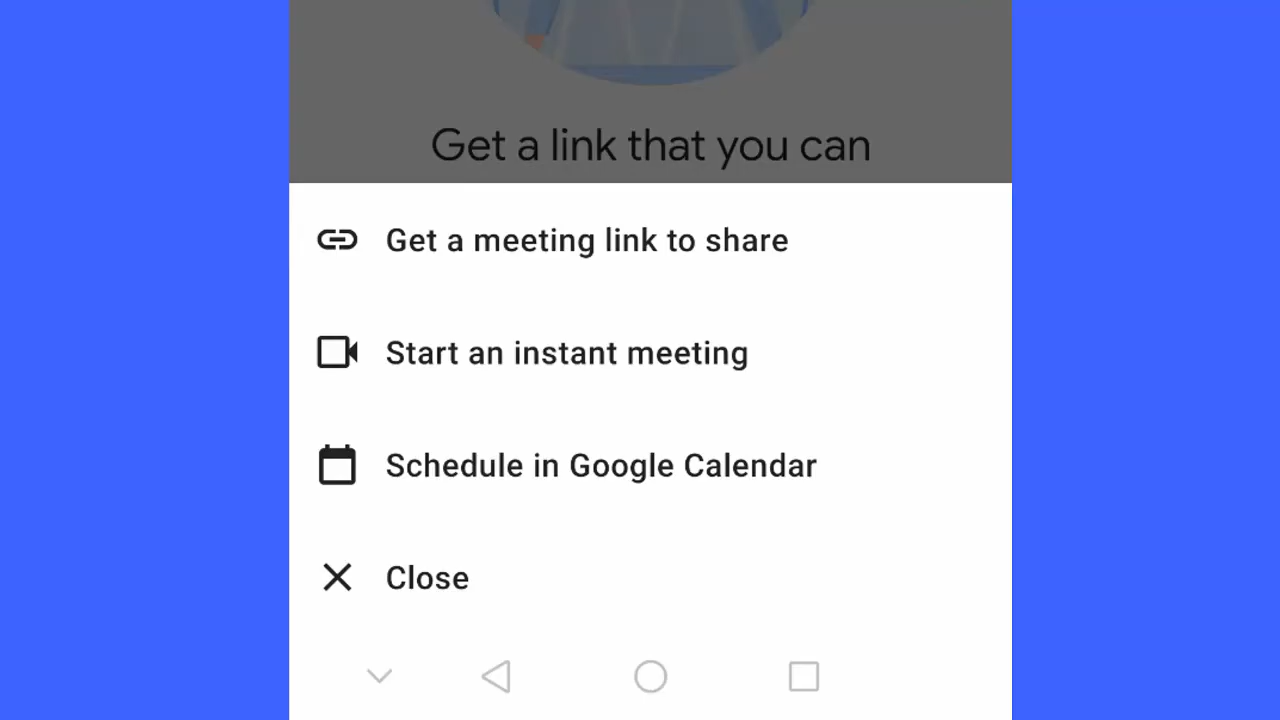 Get a link that you can
Get a meeting link to share
Start an instant meeting
Schedule in Google Calendar
Close